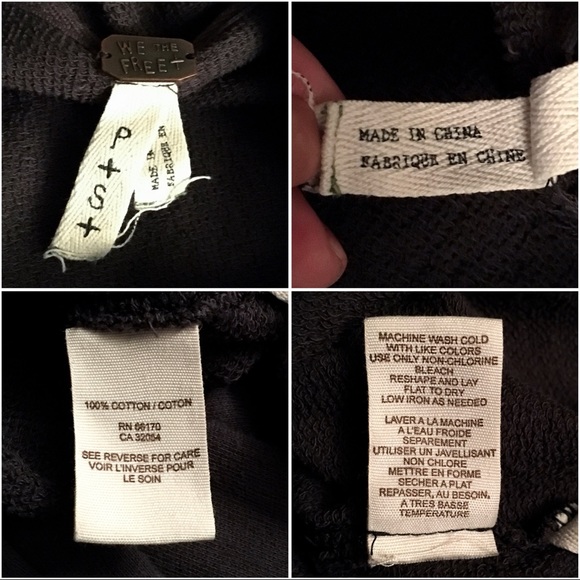 WE THE
FREE +
P+S+
MADE IN
FABRIQUE EN
MADE IN CHINA
FABRIQUE EN CHINE
100% COTTON / COTON
RN 66170
CA 32054
SEE REVERSE FOR CARE
VOIR L'INVERSE POUR
LE SOIN
MACHINE WASH COLD
WITH LIKE COLORS
USE ONLY NON-CHLORINE
BLEACH
RESHAPE AND LAY
FLAT TO DRY
LOW IRON AS NEEDED
LAVER A LA MACHINE
A L'EAU FROIDE
SEPAREMENT
UTILISER UN JAVELLISANT
NON CHLORE
METTRE EN FORME
SECHER A PLAT
REPASSER, AU BESOIN,
A TRES BASSE
TEMPERATURE